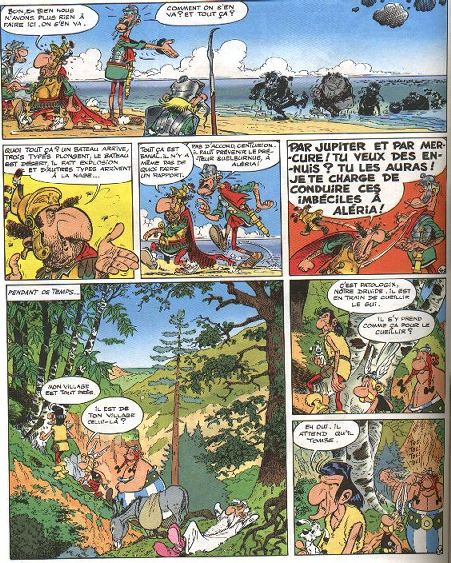 BON, EH BIEN NOUS
N'AVONS PLUS RIEN À
FAIRE ICI. ON S'EN VA.
COMMENT ON S'EN
VA? ET TOUT ÇA?
QUOI TOUT ÇA? UN BATEAU ARRIVE,
TROIS TYPES PLONGENT, LE BATEAU
EST DÉSERT, IL FAIT EXPLOSION
ET D'AUTRES TYPES ARRIVENT
À LA NAGE...
TOUT ÇA EST
BANAL. IL N'Y A
MÊME PAS DE
QUOI FAIRE
UN RAPPORT.
PAS D'ACCORD, CENTURION...
IL FAUT PRÉVENIR LE PRÉ-
TEUR SUELBURNUS, À
ALÉRIA!
PAR JUPITER ET PAR MER-
CURE! TU VEUX DES EN-
NUIS? TU LES AURAS!
JE TE CHARGE DE
CONDUIRE CES
IMBÉCILES À
ALÉRIA!
PENDANT CE TEMPS...
MON VILLAGE
EST TOUT PRÈS.
IL EST DE
TON VILLAGE
CELUI-LÀ?
C'EST PATOLOGIX,
NOTRE DRUIDE. IL EST
EN TRAIN DE CUEILLIR
LE GUI.
IL S'Y PREND
COMME ÇA POUR LE
CUEILLIR?
EH OUI. IL
ATTEND QU'IL
TOMBE.